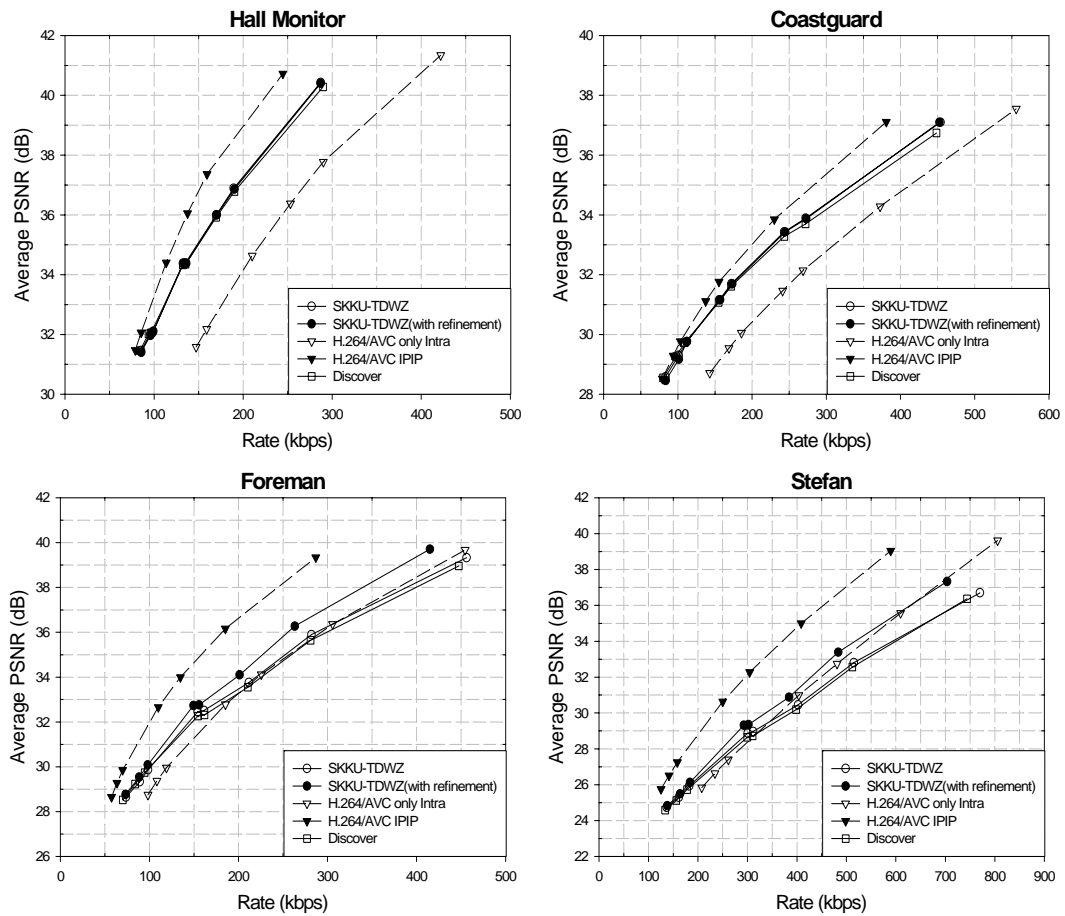 Hall Monitor
Average PSNR (dB)
42
40
38
36
34
32
30
0 100 200 300 400 500
Rate (kbps)
SKKU-TDWZ
SKKU-TDWZ(with refinement)
H.264/AVC only Intra
H.264/AVC IPIP
Discover
Coastguard
Average PSNR (dB)
40
38
36
34
32
30
28
0 100 200 300 400 500 600
Rate (kbps)
SKKU-TDWZ
SKKU-TDWZ(with refinement)
H.264/AVC only Intra
H.264/AVC IPIP
Discover
Foreman
Average PSNR (dB)
42
40
38
36
34
32
30
28
26
0 100 200 300 400 500
Rate (kbps)
SKKU-TDWZ
SKKU-TDWZ(with refinement)
H.264/AVC only Intra
H.264/AVC IPIP
Discover
Stefan
Average PSNR (dB)
42
40
38
36
34
32
30
28
26
24
22
0 100 200 300 400 500 600 700 800 900
Rate (kbps)
SKKU-TDWZ
SKKU-TDWZ(with refinement)
H.264/AVC only Intra
H.264/AVC IPIP
Discover